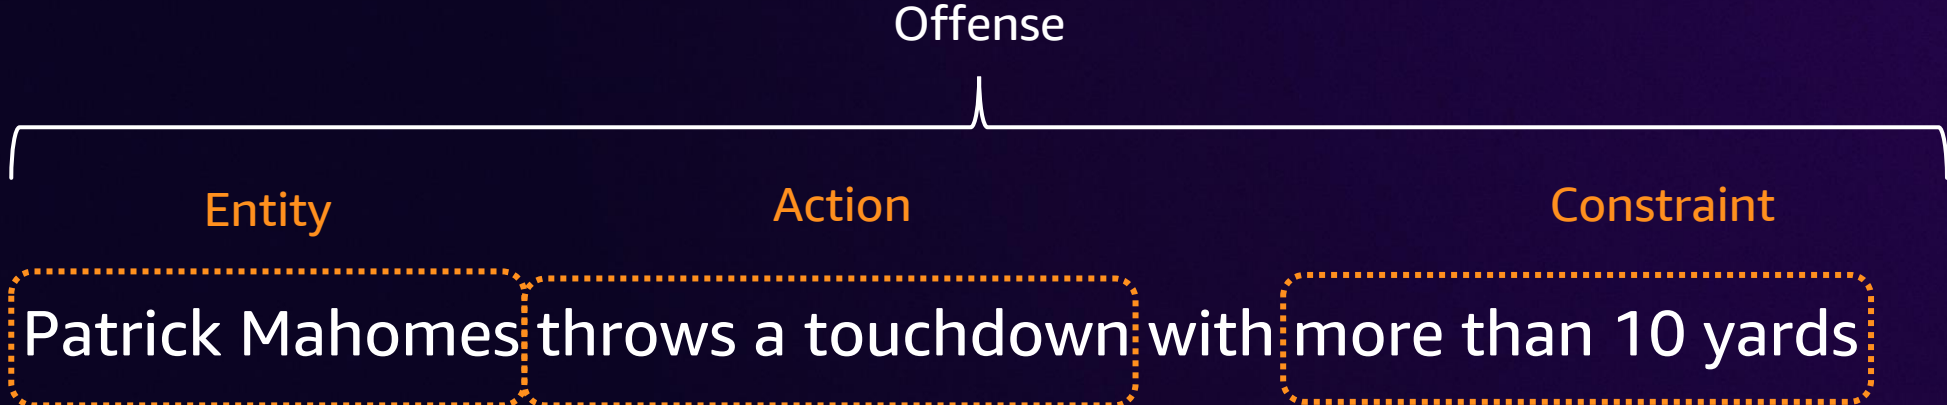 Offense
Entity Action Constraint
Patrick Mahomes throws a touchdown with more than 10 yards